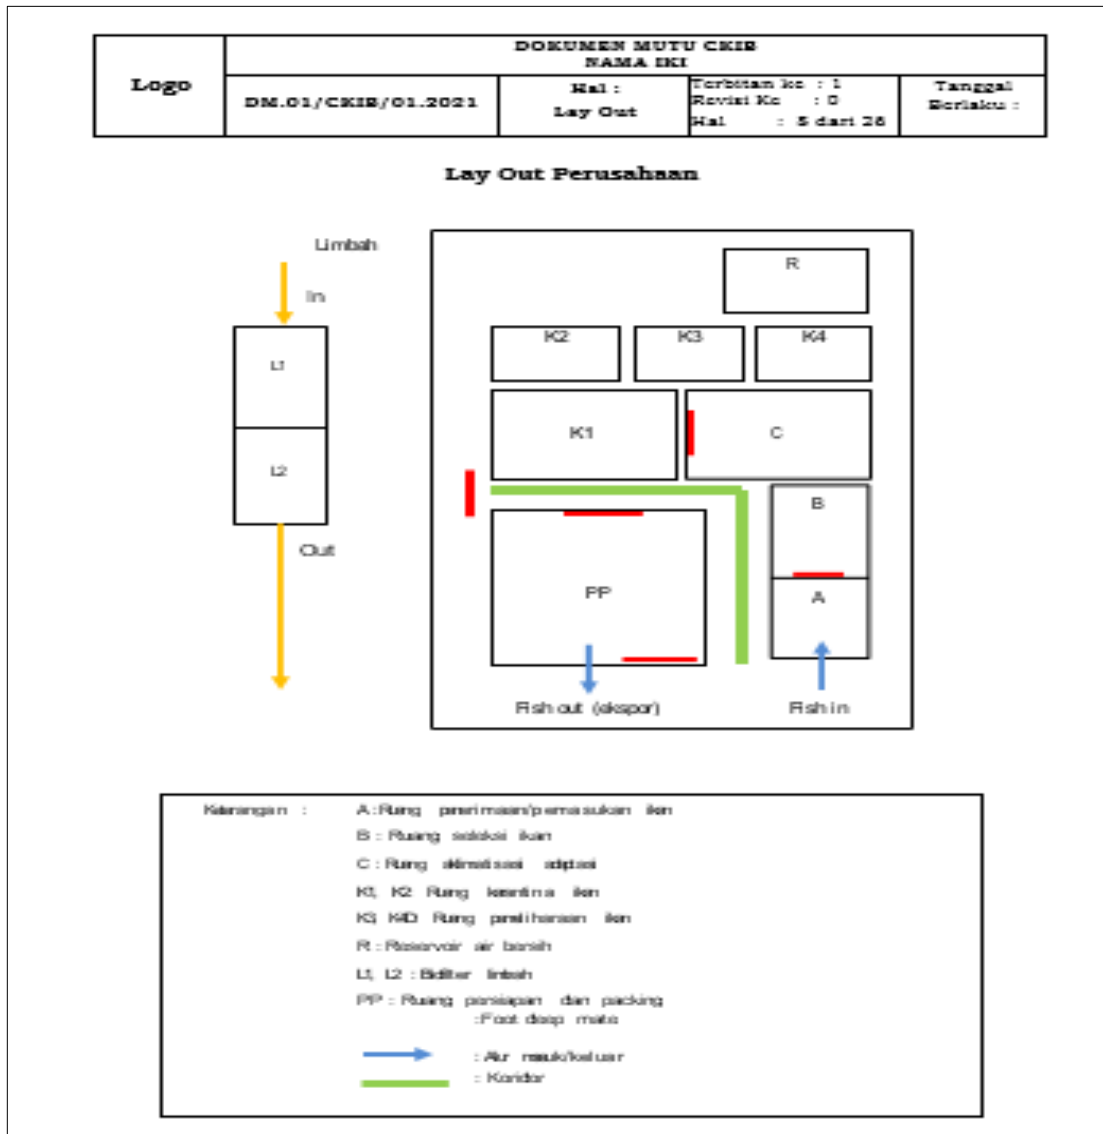 Logo
DOKUMEN MUTU CKIB
NAMA IKI
DM.01/CKIB/01.2021
Hal :
Lay Out
Terbitan ke : 1
Revisi Ke : 0
Hal : 5 dari 28
Tanggal
Berlaku :
Lay Out Perusahaan
Limbah
In
L1
L2
Out
R
K2
K3
K4
K1
C
B
A
PP
Fish out (ekspor)
Fish in
Keterangan :
A :Ruang penerimaan/pemasukan ikan
B : Ruang seleksi ikan
C : Ruang aklimatisasi adaptasi
K1, K2 Ruang karantina ikan
K3, K4 Ruang pemeliharaan ikan
R : Reservoir air bersih
L1, L2 : Biofilter limbah
PP : Ruang persiapan dan packing
:Foot deep mats
: Alur masuk/keluar
: Koridor